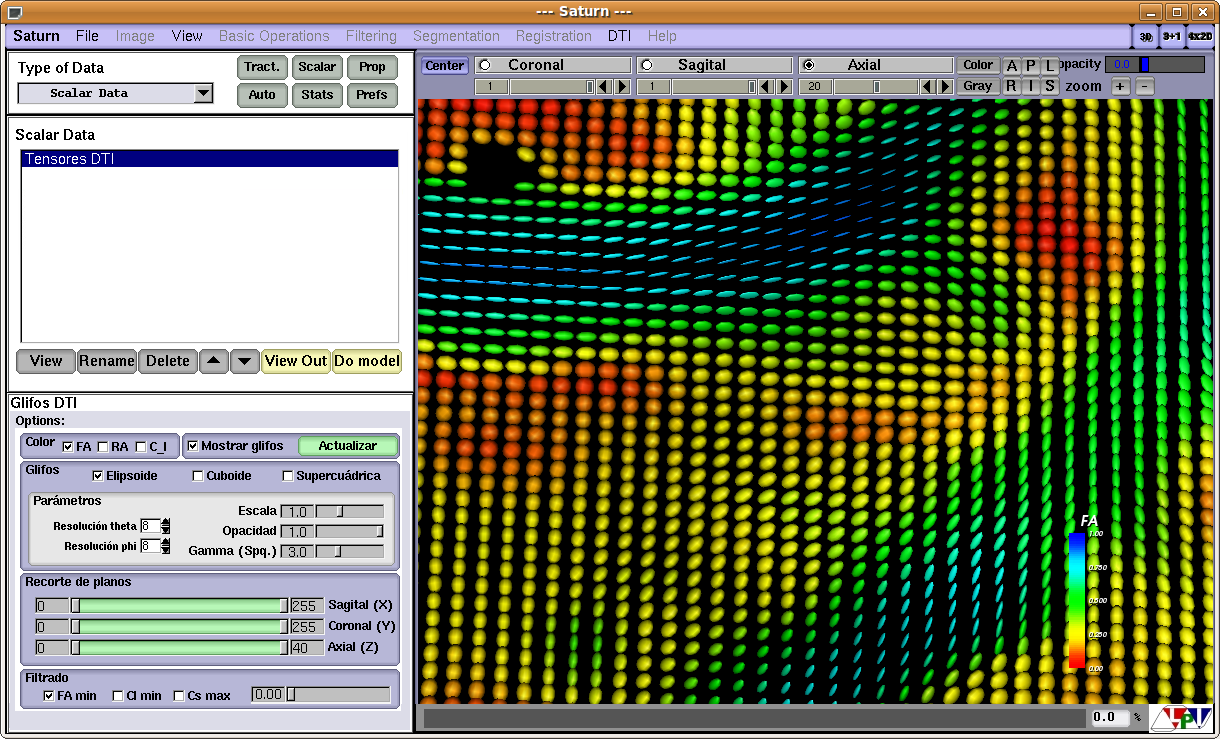 --- Saturn ---
Saturn File Image View Basic Operations Filtering Segmentation Registration DTI Help 3D 3+1 4x2D
Type of Data
Tract. Scalar Prop
Scalar Data
Auto Stats Prefs
Center Coronal Sagital Axial Color A P L opacity 0.0
1 1 20 Gray R I S zoom + -
Scalar Data
Tensores DTI
View Rename Delete View Out Do model
Glifos DTI
Options:
Color FA RA C_l Mostrar glifos Actualizar
Glifos
Elipsoide Cuboide Supercuádrica
Parámetros
Escala 1.0
Resolución theta 8
Opacidad 1.0
Resolución phi 8
Gamma (Spq.) 3.0
Recorte de planos
0 255 Sagital (X)
0 255 Coronal (Y)
0 40 Axial (Z)
Filtrado
FA min Cl min Cs max 0.00
FA
1.00
0.500
0.250
0.00
0.0 %
LPI